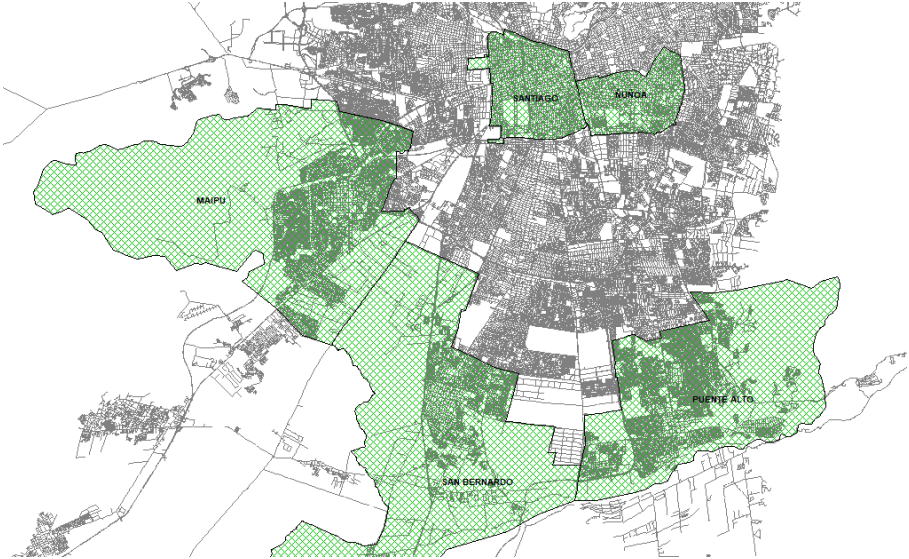 SANTIAGO
ÑUÑOA
MAIPU
PUENTE ALTO
SAN BERNARDO